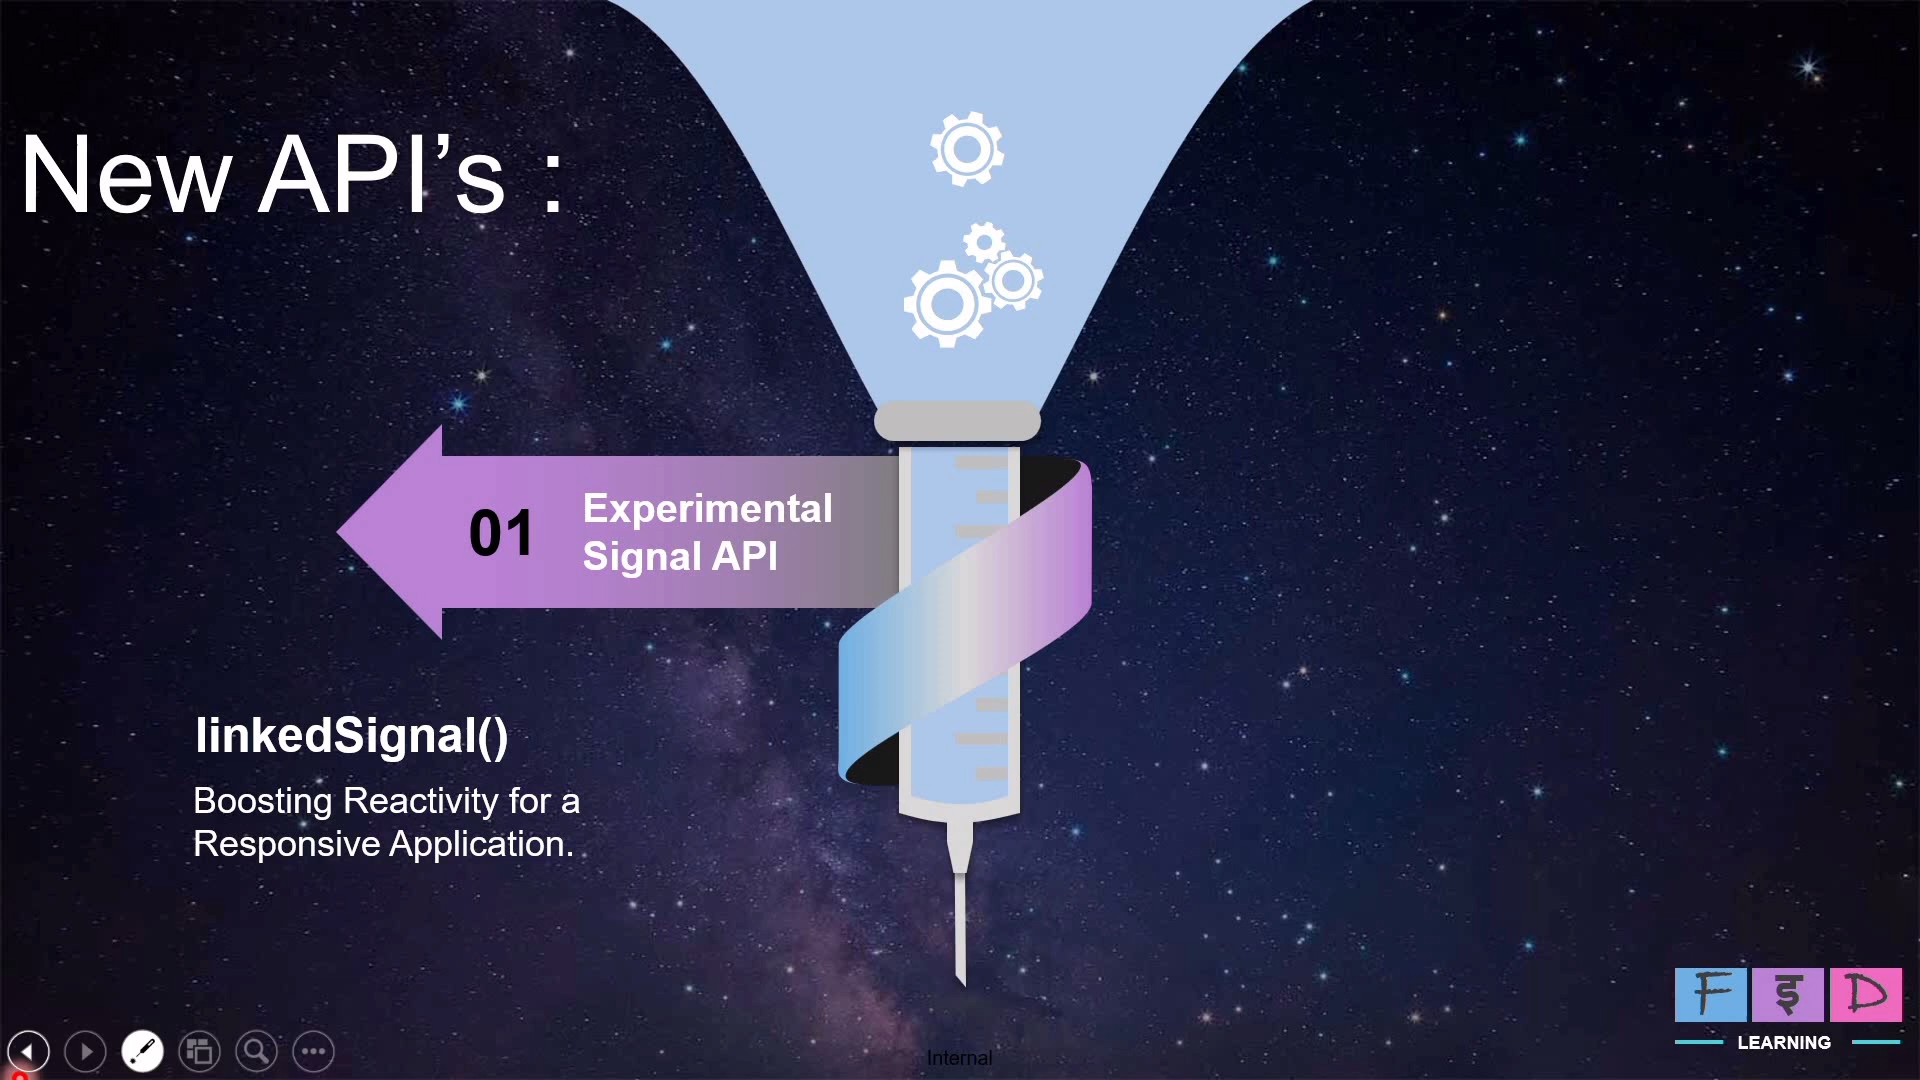 New API’s :
01
Experimental
Signal API
linkedSignal()
Boosting Reactivity for a
Responsive Application.
F इ D
LEARNING
Internal